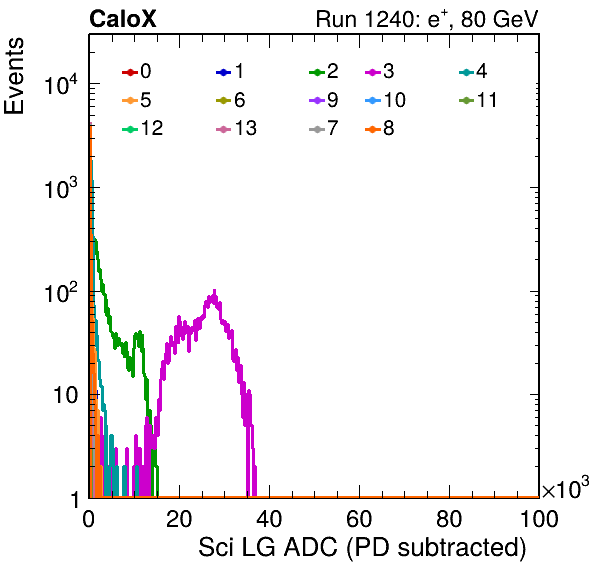 CaloX Run 1240: e⁺, 80 GeV
Events
10⁴
10³
10²
10
1
0 1 2 3 4
5 6 9 10 11
12 13 7 8
0 20 40 60 80 100
×10³
Sci LG ADC (PD subtracted)